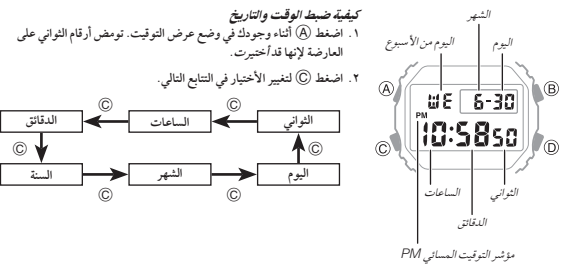 كيفية ضبط الوقت والتاريخ
١. اضغط Ⓐ أثناء وجودك في وضع عرض التوقيت. تومض أرقام الثواني على
العارضة لإنها قد أختيرت.
٢. اضغط Ⓒ لتغيير الأختيار في التتابع التالي.
Ⓒ Ⓒ
الثواني الساعات الدقائق
Ⓒ Ⓒ
اليوم الشهر السنة
Ⓒ Ⓒ
الشهر
اليوم اليوم من الأسبوع
Ⓐ Ⓑ
WE 6-30
PM
10:58 50
Ⓒ Ⓓ
الثواني الساعات
الدقائق
مؤشر التوقيت المسائي PM